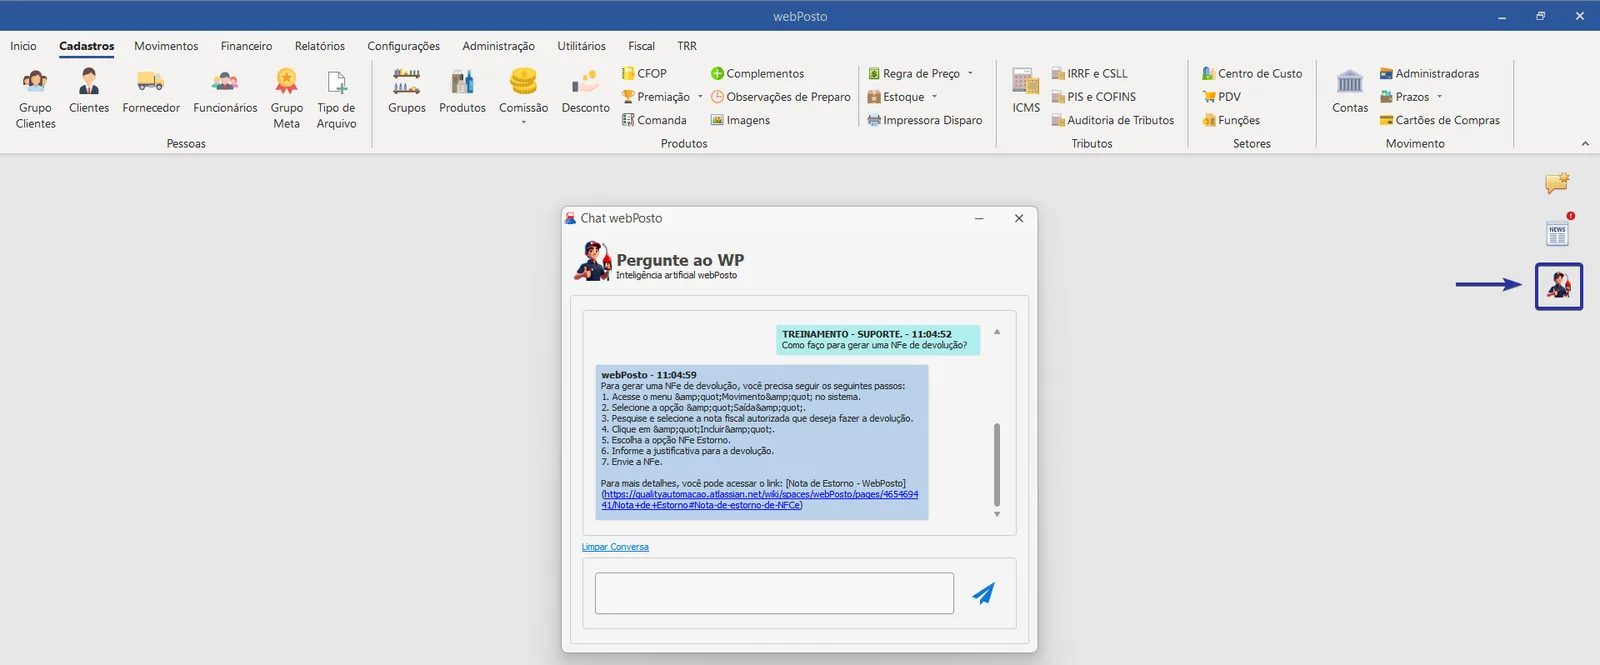 webPosto
Inicio Cadastros Movimentos Financeiro Relatórios Configurações Administração Utilitários Fiscal TRR
Grupo
Clientes
Clientes
Fornecedor
Funcionários
Grupo
Meta
Tipo de
Arquivo
Pessoas
Grupos
Produtos
Comissão
Desconto
CFOP
Premiação
Comanda
Complementos
Observações de Preparo
Imagens
Regra de Preço
Estoque
Impressora Disparo
Produtos
ICMS
IRRF e CSLL
PIS e COFINS
Auditoria de Tributos
Tributos
Centro de Custo
PDV
Funções
Setores
Contas
Administradoras
Prazos
Cartões de Compras
Movimento
NEWS
Chat webPosto
Pergunte ao WP
Inteligência artificial webPosto
TREINAMENTO - SUPORTE. - 11:04:52
Como faço para gerar uma NFe de devolução?
webPosto - 11:04:59
Para gerar uma NFe de devolução, você precisa seguir os seguintes passos:
1. Acesse o menu &amp;quot;Movimento&amp;quot; no sistema.
2. Selecione a opção &amp;quot;Saída&amp;quot;.
3. Pesquise e selecione a nota fiscal autorizada que deseja fazer a devolução.
4. Clique em &amp;quot;Incluir&amp;quot;.
5. Escolha a opção NFe Estorno.
6. Informe a justificativa para a devolução.
7. Envie a NFe.
Para mais detalhes, você pode acessar o link: [Nota de Estorno - WebPosto]
(https://qualityautomacao.atlassian.net/wiki/spaces/webPosto/pages/4654694
41/Nota+de+Estorno#Nota-de-estorno-de-NFCe)
Limpar Conversa